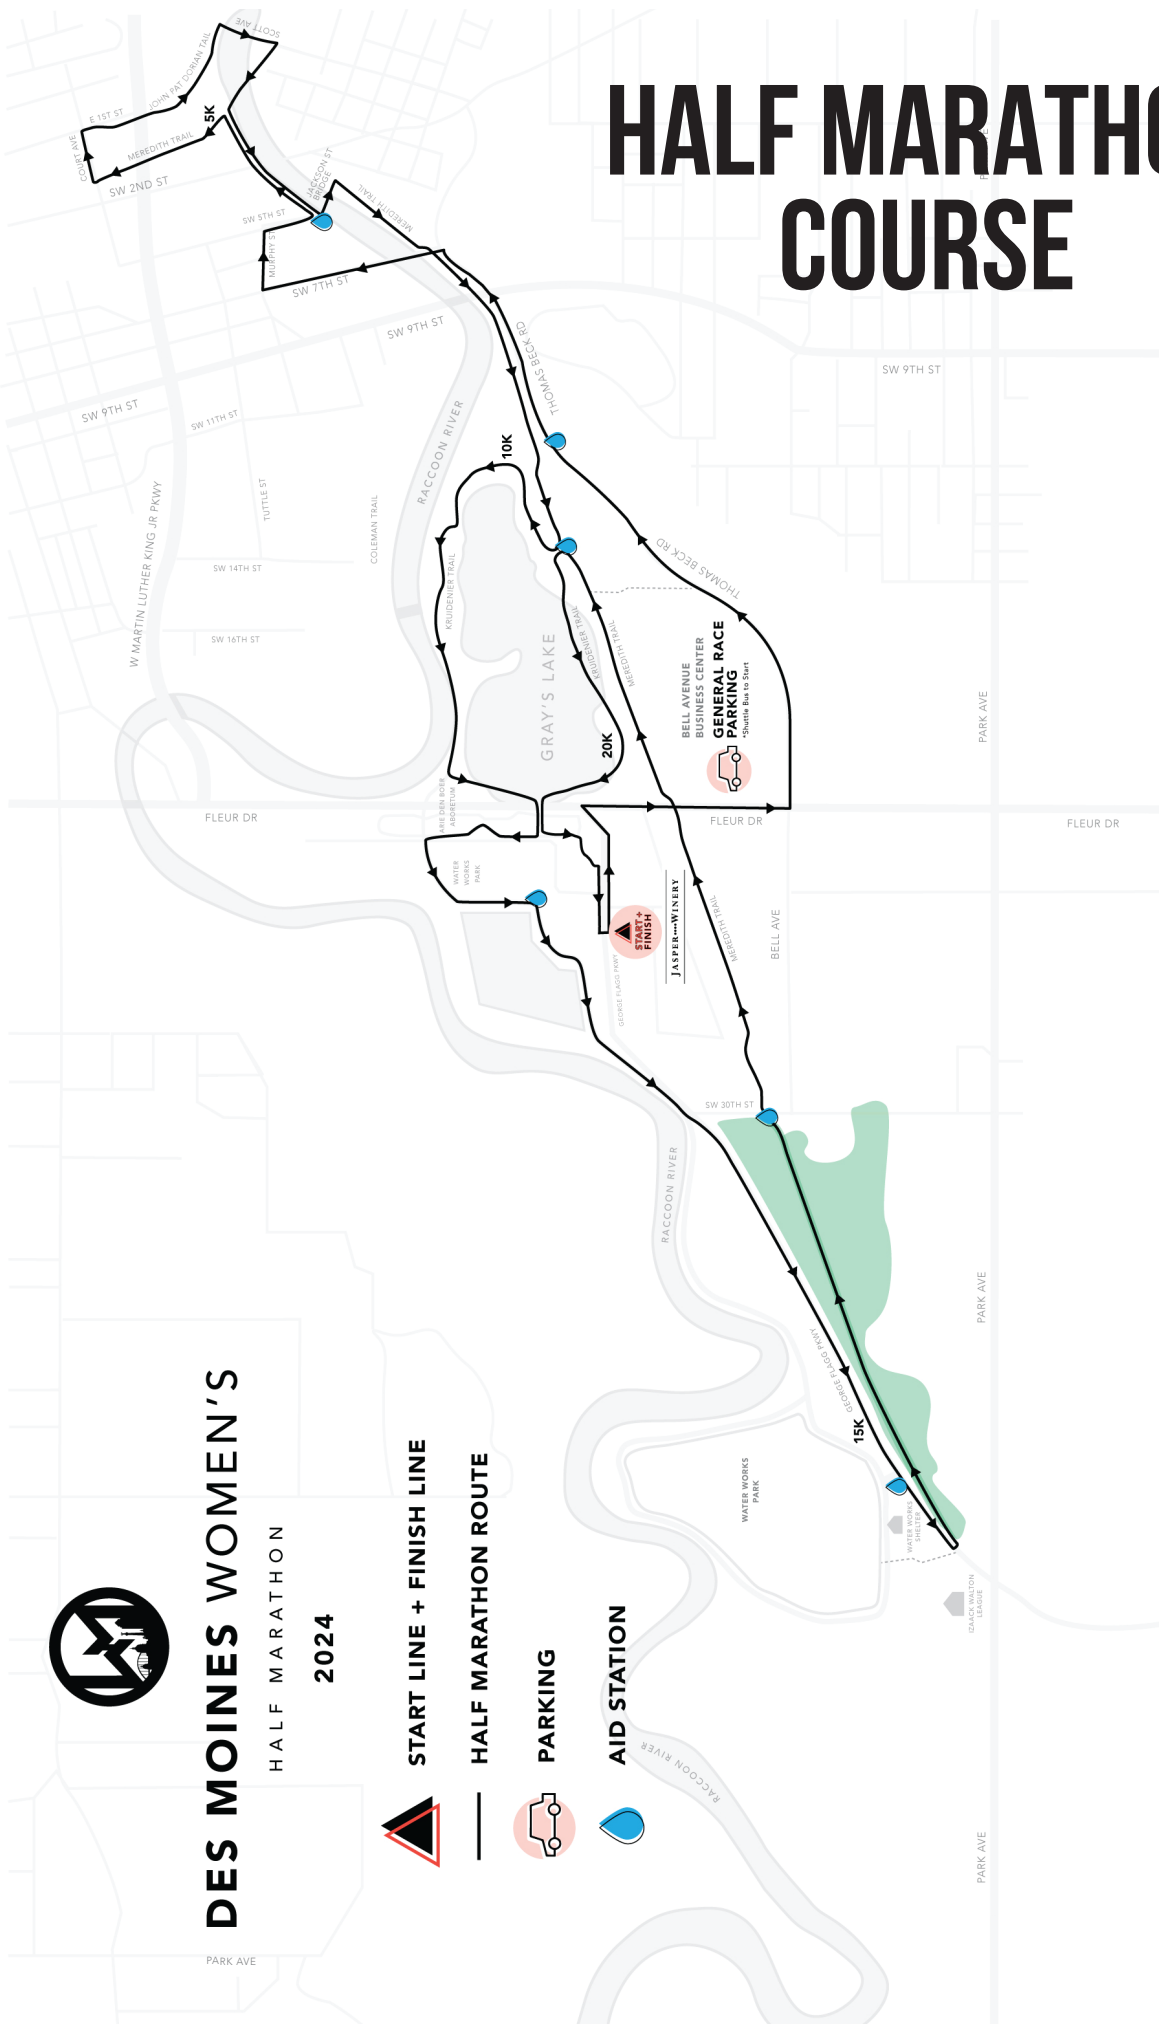 HALF MARATHO
COURSE
SCOTT AVE
JOHN PAT DORIAN TAIL
E 1ST ST
5K
COURT AVE
MEREDITH TRAIL
SW 2ND ST
JACKSON ST
BRIDGE
MEREDITH TRAIL
SW 5TH ST
MURPHY ST
SW 7TH ST
SW 9TH ST
THOMAS BECK RD
SW 9TH ST
SW 9TH ST
SW 11TH ST
RACCOON RIVER
10K
W MARTIN LUTHER KING JR PKWY
TUTTLE ST
COLEMAN TRAIL
SW 14TH ST
KRUIDENIER TRAIL
THOMAS BECK RD
SW 16TH ST
GRAY'S LAKE
KRUIDENIER TRAIL
MEREDITH TRAIL
BELL AVENUE
BUSINESS CENTER
GENERAL RACE
PARKING
*Shuttle Bus to Start
PARK AVE
20K
FLEUR DR
ARIE DEN BOER
ABORETUM
FLEUR DR
FLEUR DR
WATER
WORKS
PARK
START+
FINISH
JASPER WINERY
MEREDITH TRAIL
BELL AVE
GEORGE FLAGG PKWY
SW 30TH ST
RACCOON RIVER
PARK AVE
GEORGE FLAGG PKWY
15K
WATER WORKS
PARK
WATER WORKS
SHELTER
IZAACK WALTON
LEAGUE
DES MOINES WOMEN'S
HALF MARATHON
2024
START LINE + FINISH LINE
HALF MARATHON ROUTE
PARKING
AID STATION
RACCOON RIVER
PARK AVE
PARK AVE